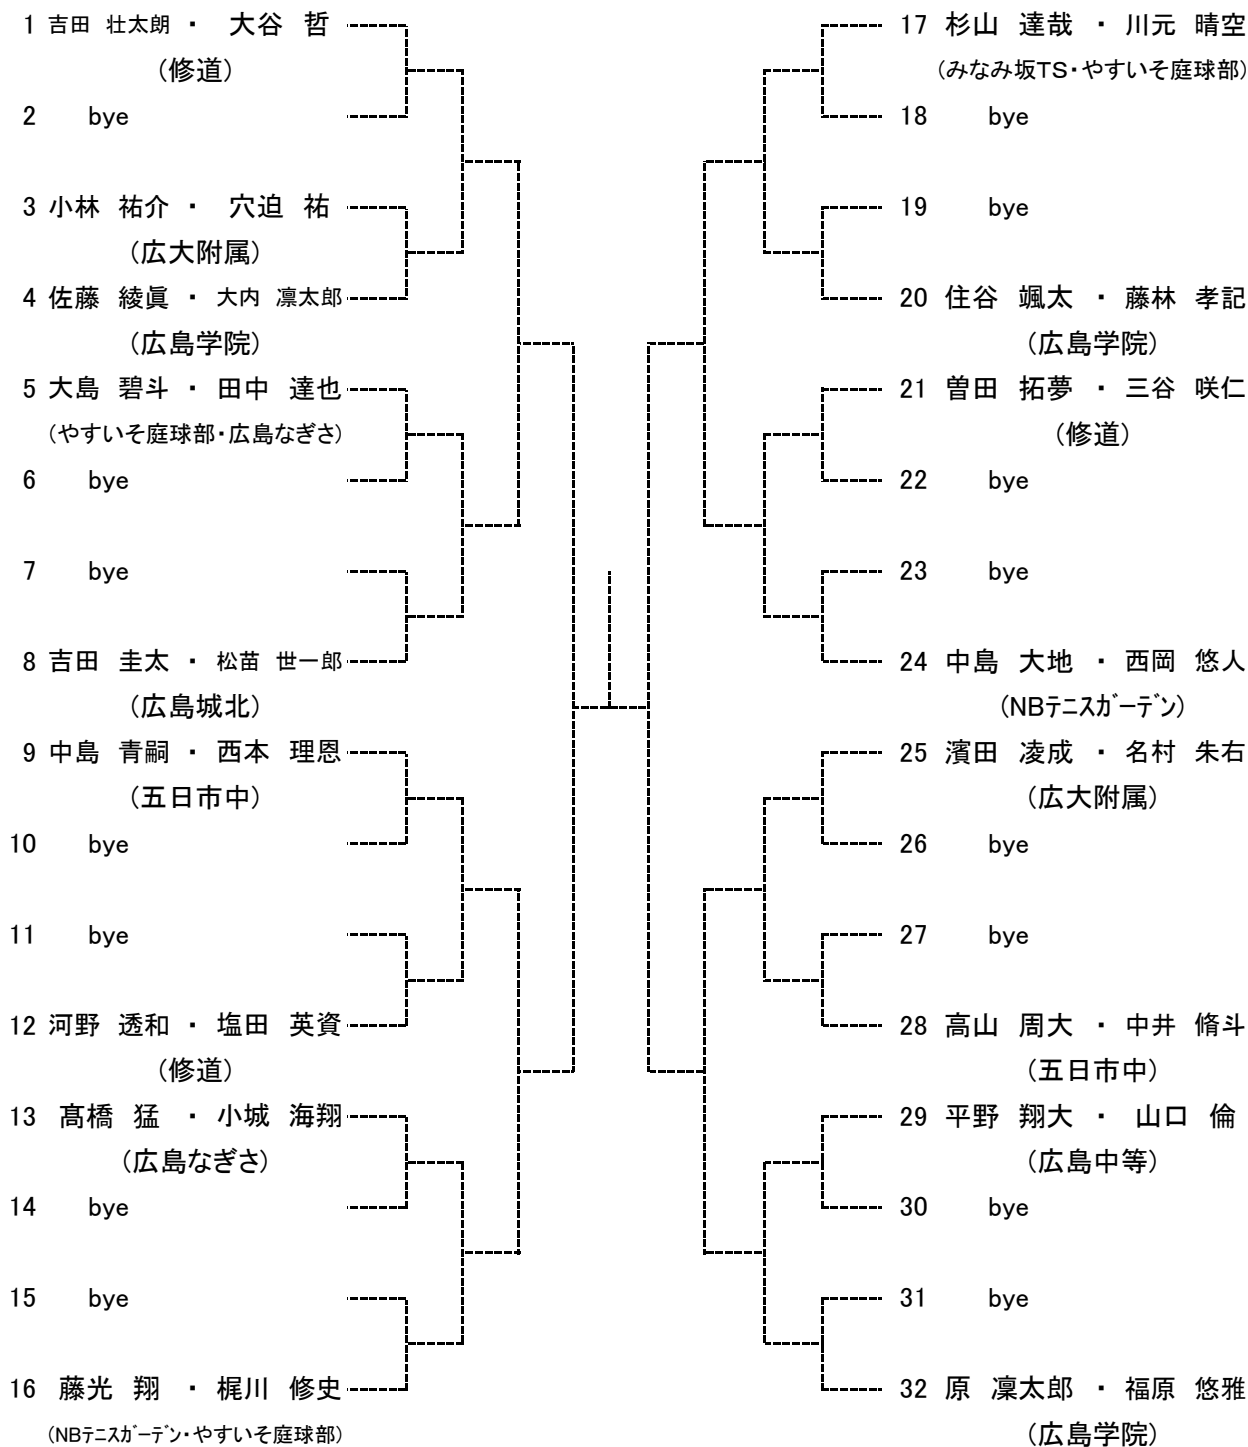 1 吉田 壮太朗 ・ 大谷 哲
(修道)
2 bye
3 小林 祐介 ・ 穴迫 祐
(広大附属)
4 佐藤 綾眞 ・ 大内 凛太郎
(広島学院)
5 大島 碧斗 ・ 田中 達也
(やすいそ庭球部・広島なぎさ)
6 bye
7 bye
8 吉田 圭太 ・ 松苗 世一郎
(広島城北)
9 中島 青嗣 ・ 西本 理恩
(五日市中)
10 bye
11 bye
12 河野 透和 ・ 塩田 英資
(修道)
13 髙橋 猛 ・ 小城 海翔
(広島なぎさ)
14 bye
15 bye
16 藤光 翔 ・ 梶川 修史
(NBテニスガーデン・やすいそ庭球部)
17 杉山 達哉 ・ 川元 晴空
(みなみ坂TS・やすいそ庭球部)
18 bye
19 bye
20 住谷 颯太 ・ 藤林 孝記
(広島学院)
21 曽田 拓夢 ・ 三谷 咲仁
(修道)
22 bye
23 bye
24 中島 大地 ・ 西岡 悠人
(NBテニスガーデン)
25 濱田 凌成 ・ 名村 朱右
(広大附属)
26 bye
27 bye
28 高山 周大 ・ 中井 脩斗
(五日市中)
29 平野 翔大 ・ 山口 倫
(広島中等)
30 bye
31 bye
32 原 凜太郎 ・ 福原 悠雅
(広島学院)